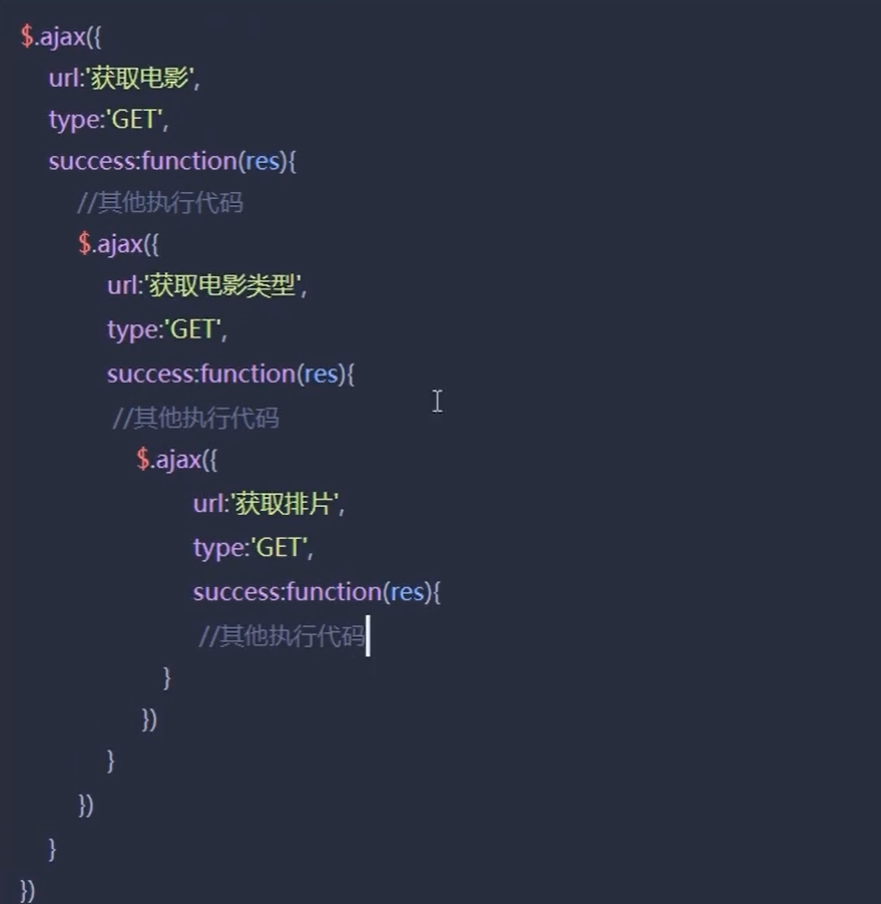 $.ajax({
url:'获取电影',
type:'GET',
success:function(res){
//其他执行代码
$.ajax({
url:'获取电影类型',
type:'GET',
success:function(res){
//其他执行代码
$.ajax({
url:'获取排片',
type:'GET',
success:function(res){
//其他执行代码
}
})
}
})
}
})